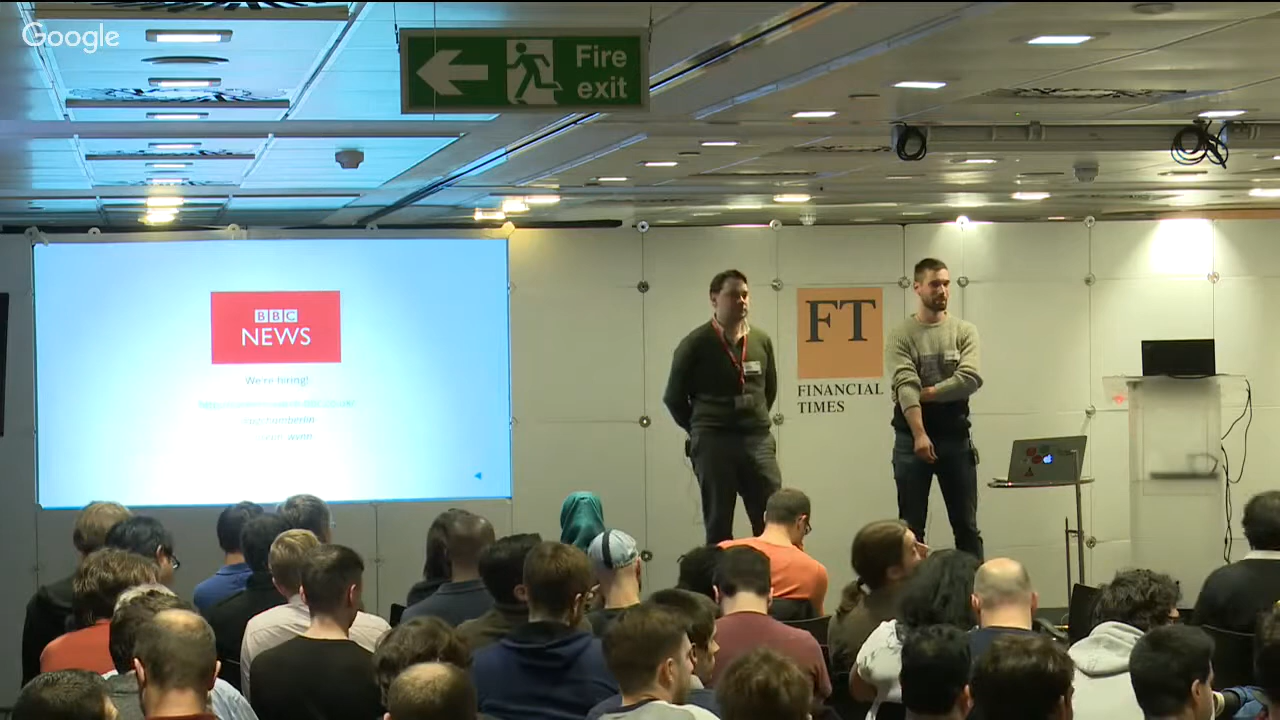 Google
Fire
exit
BBC
NEWS
We're hiring!
FT
FINANCIAL
TIMES